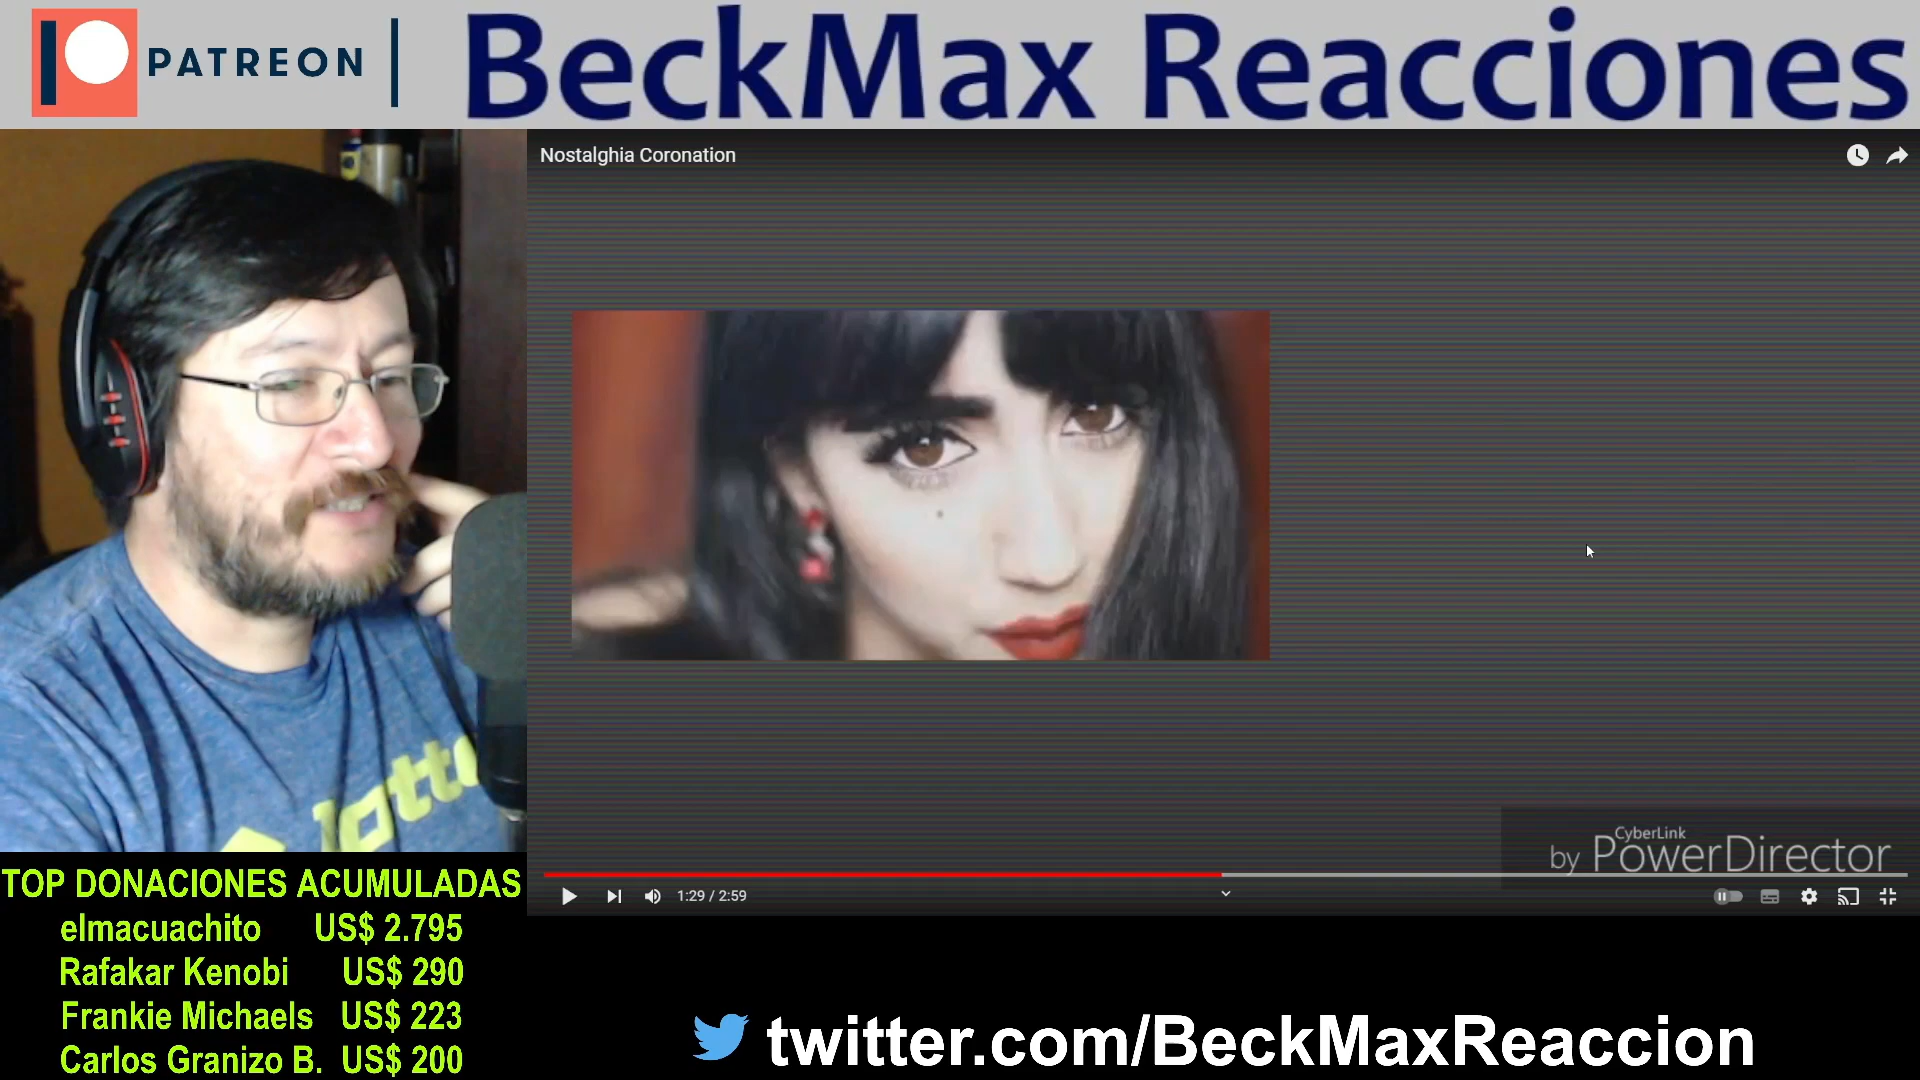 PATREON
BeckMax Reacciones
Nostalghia Coronation
lotto
by CyberLink PowerDirector
1:29 / 2:59
TOP DONACIONES ACUMULADAS
elmacuachito US$ 2.795
Rafakar Kenobi US$ 290
Frankie Michaels US$ 223
Carlos Granizo B. US$ 200
twitter.com/BeckMaxReaccion